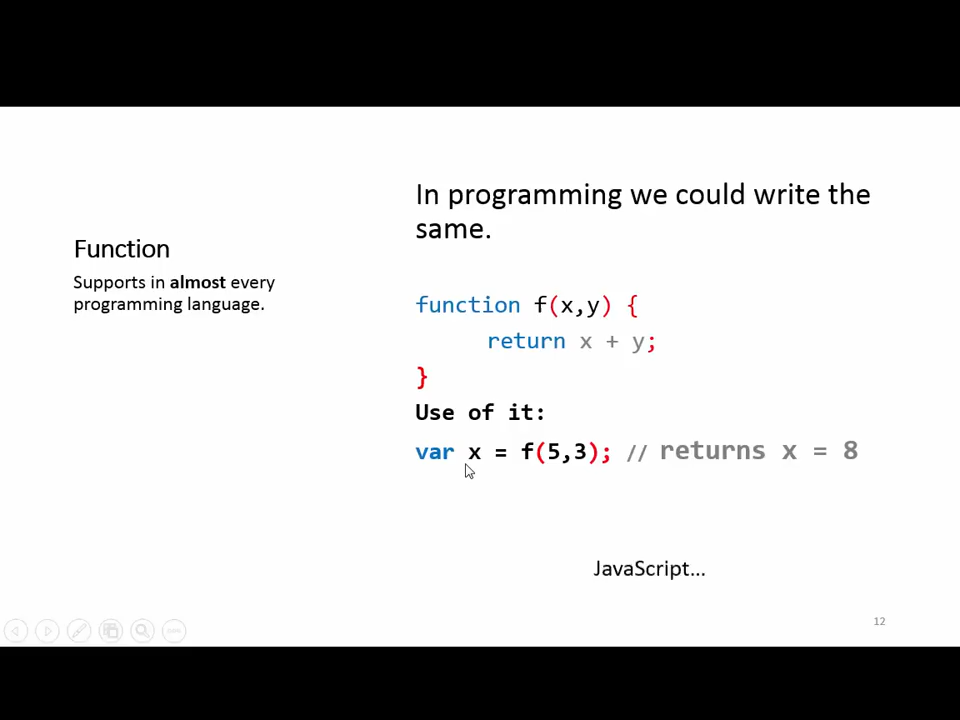 Function
Supports in almost every
programming language.
In programming we could write the
same.
function f(x,y) {
return x + y;
}
Use of it:
var x = f(5,3); // returns x = 8
JavaScript...
12